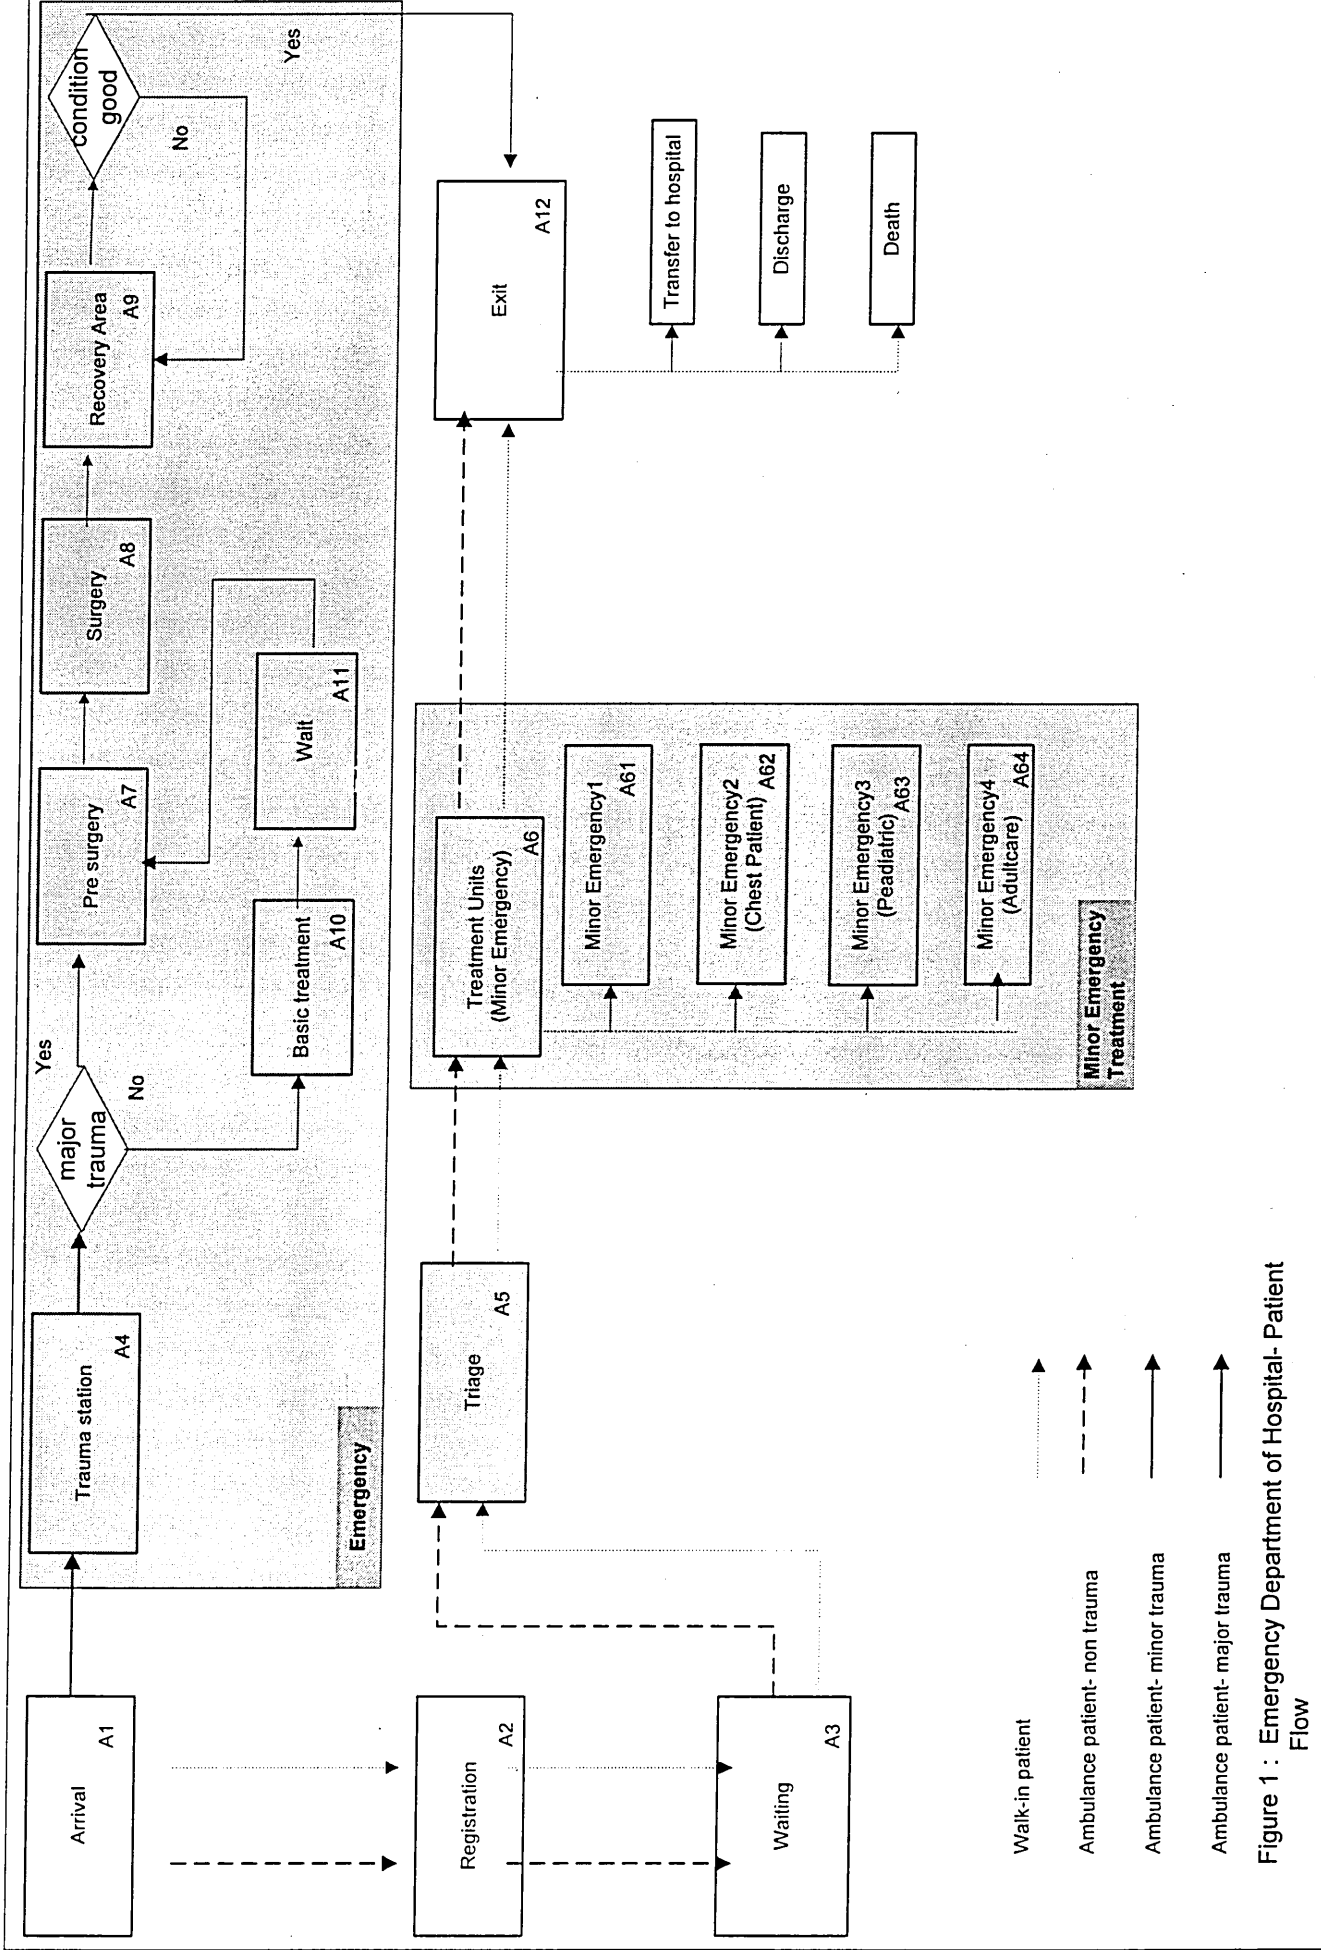 Arrival
A1
Trauma station
A4
major
trauma
Yes
No
Pre surgery
A7
Surgery
A8
Recovery Area
A9
condition
good
No
Yes
Basic treatment
A10
Wait
A11
Emergency
Registration
A2
Waiting
A3
Triage
A5
Treatment Units
(Minor Emergency)
A6
Minor Emergency1
A61
Minor Emergency2
(Chest Patient)
A62
Minor Emergency3
(Peadiatric)
A63
Minor Emergency4
(Adultcare)
A64
Minor Emergency
Treatment
Exit
A12
Transfer to hospital
Discharge
Death
Walk-in patient
Ambulance patient- non trauma
Ambulance patient- minor trauma
Ambulance patient- major trauma
Figure 1 : Emergency Department of Hospital- Patient
Flow